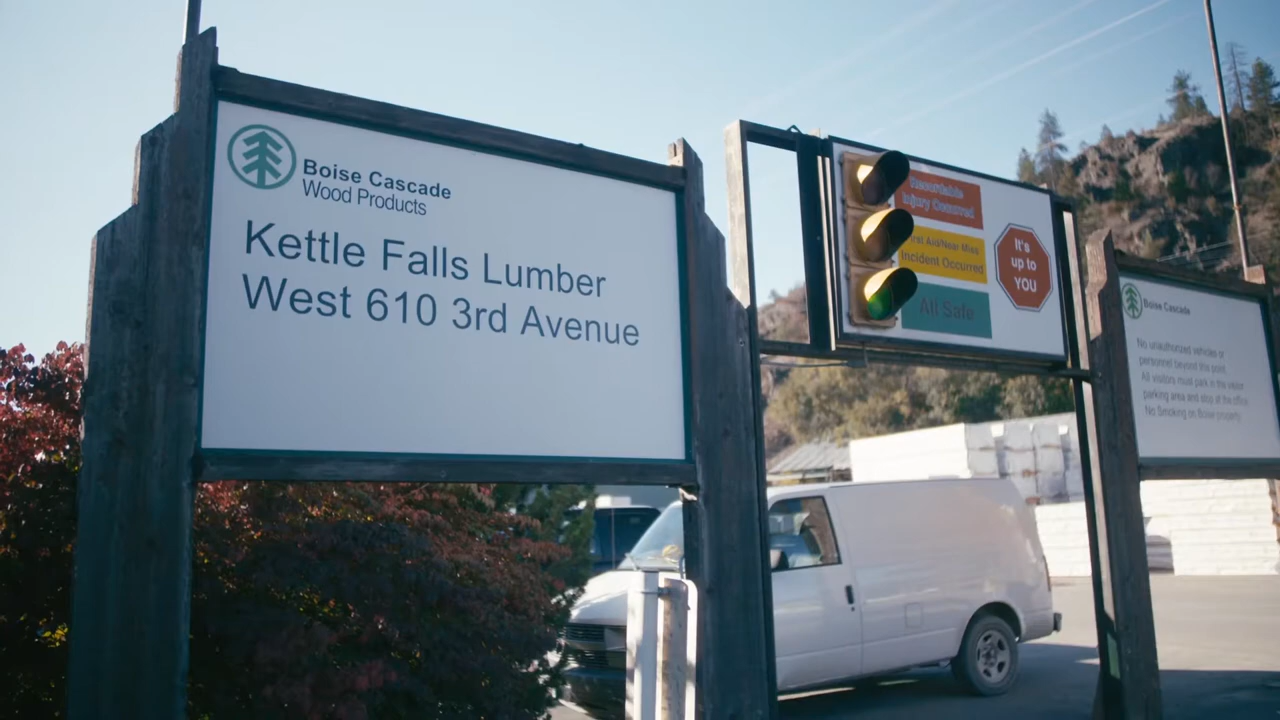 Boise Cascade
Wood Products
Kettle Falls Lumber
West 610 3rd Avenue
Recordable
Injury Occurred
First Aid/Near Miss
Incident Occurred
All Safe
It's
up to
YOU
Boise Cascade
No unauthorized vehicles or
personnel beyond this point.
All visitors must park in the visitor
parking area and stop at the office.
No Smoking on Boise property